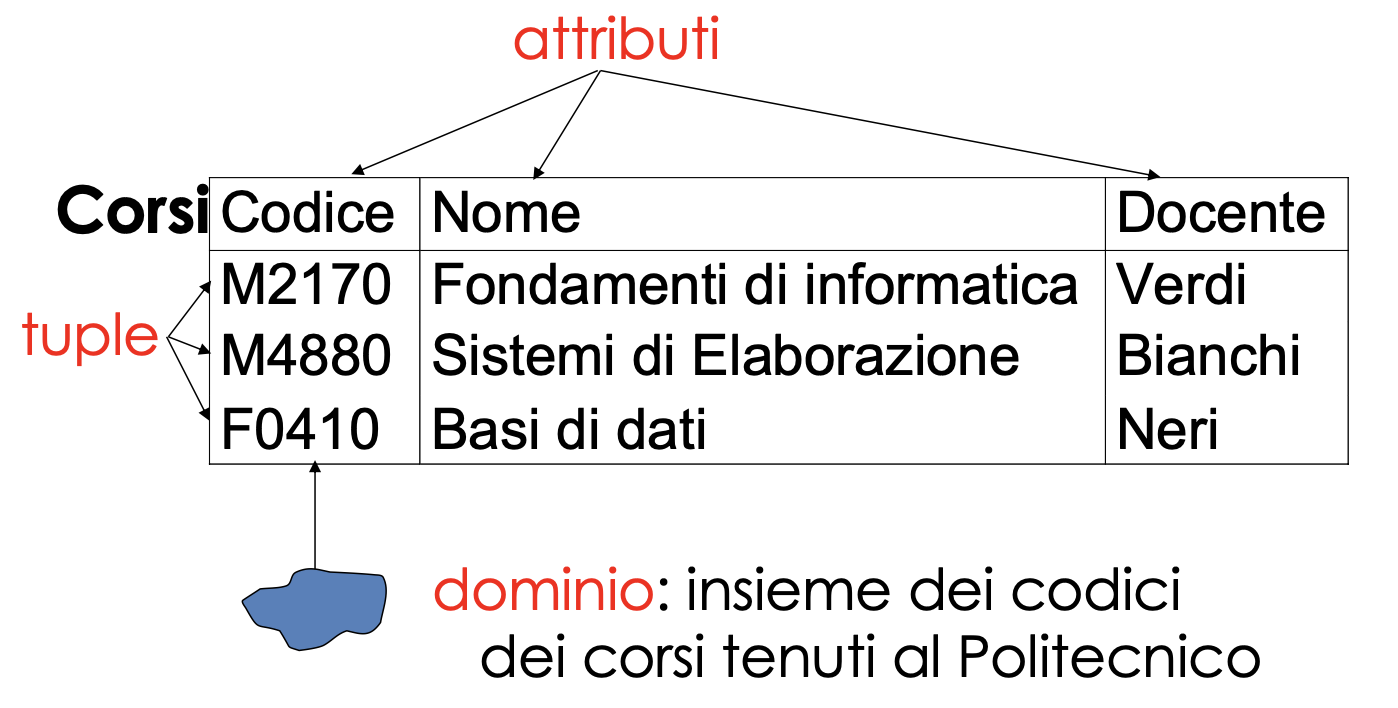 attributi
Corsi Codice Nome Docente
tuple
M2170 Fondamenti di informatica Verdi
M4880 Sistemi di Elaborazione Bianchi
F0410 Basi di dati Neri
dominio: insieme dei codici
dei corsi tenuti al Politecnico